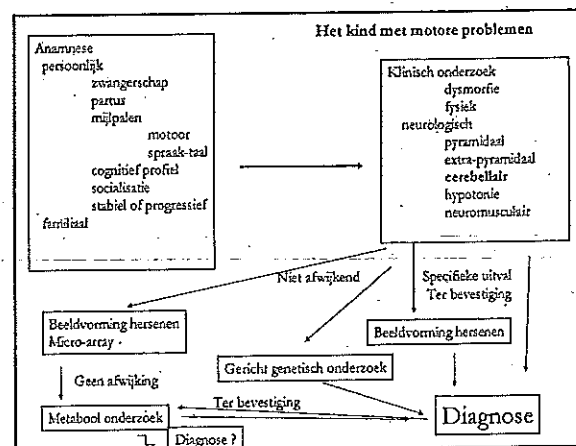 Het kind met motore problemen
Anamnese
persoonlijk
zwangerschap
partus
mijlpalen
motoor
spraak-taal
cognitief profiel
socialisatie
stabiel of progressief
familiaal
Klinisch onderzoek
dysmorfie
fysiek
neurologisch
pyramidaal
extra-pyramidaal
cerebellair
hypotonie
neuromusculair
Niet afwijkend
Specifieke uitval
Ter bevestiging
Beeldvorming hersenen
Micro-array
Beeldvorming hersenen
Gericht genetisch onderzoek
Geen afwijking
Ter bevestiging
Metabool onderzoek
Diagnose
Diagnose ?